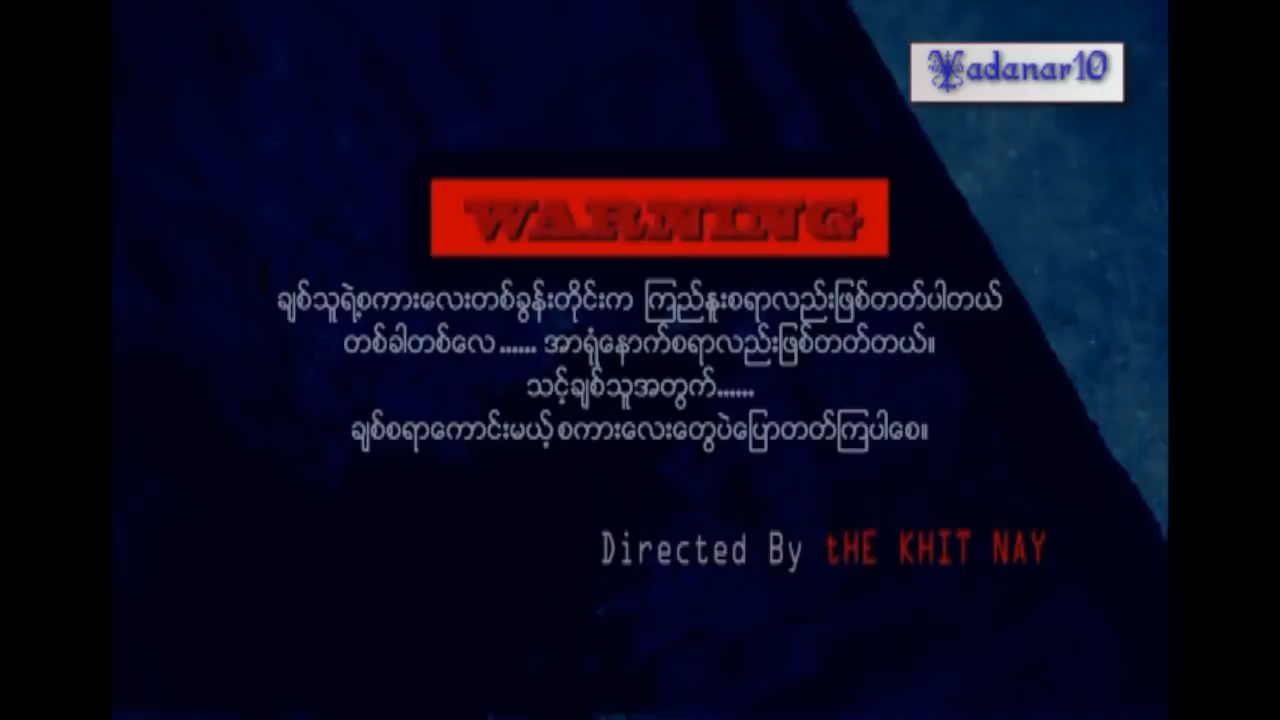 Yadanar10
WARNING
ချစ်သူရဲ့စကားလေးတစ်ခွန်းတိုင်းက ကြည်နူးစရာလည်းဖြစ်တတ်ပါတယ်
တစ်ခါတစ်လေ...... အာရုံနောက်စရာလည်းဖြစ်တတ်တယ်။
သင့်ချစ်သူအတွက်......
ချစ်စရာကောင်းမယ့်စကားလေးတွေပဲပြောတတ်ကြပါစေ။
Directed By tHE KHIT NAY